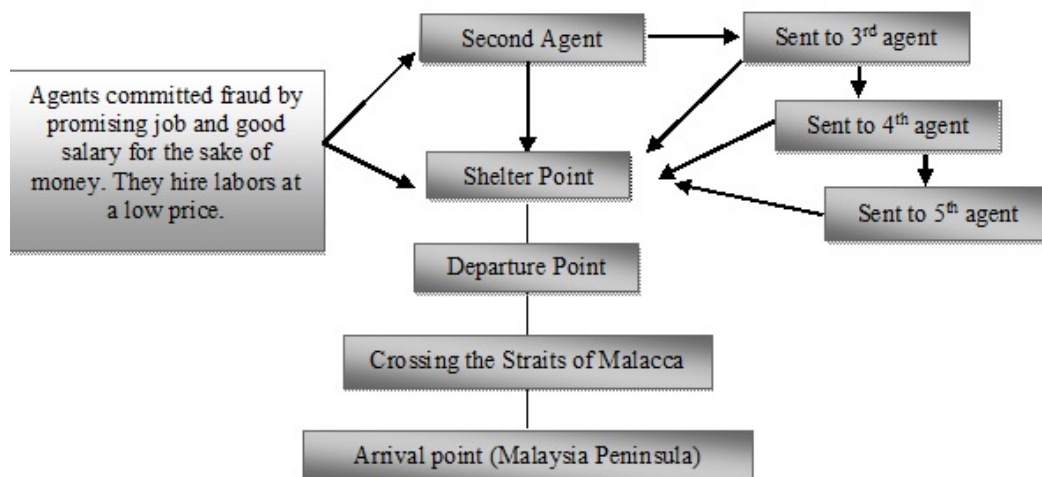 Second Agent
Sent to 3rd agent
Agents committed fraud by
promising job and good
salary for the sake of
money. They hire labors at
a low price.
Sent to 4th agent
Shelter Point
Sent to 5th agent
Departure Point
Crossing the Straits of Malacca
Arrival point (Malaysia Peninsula)